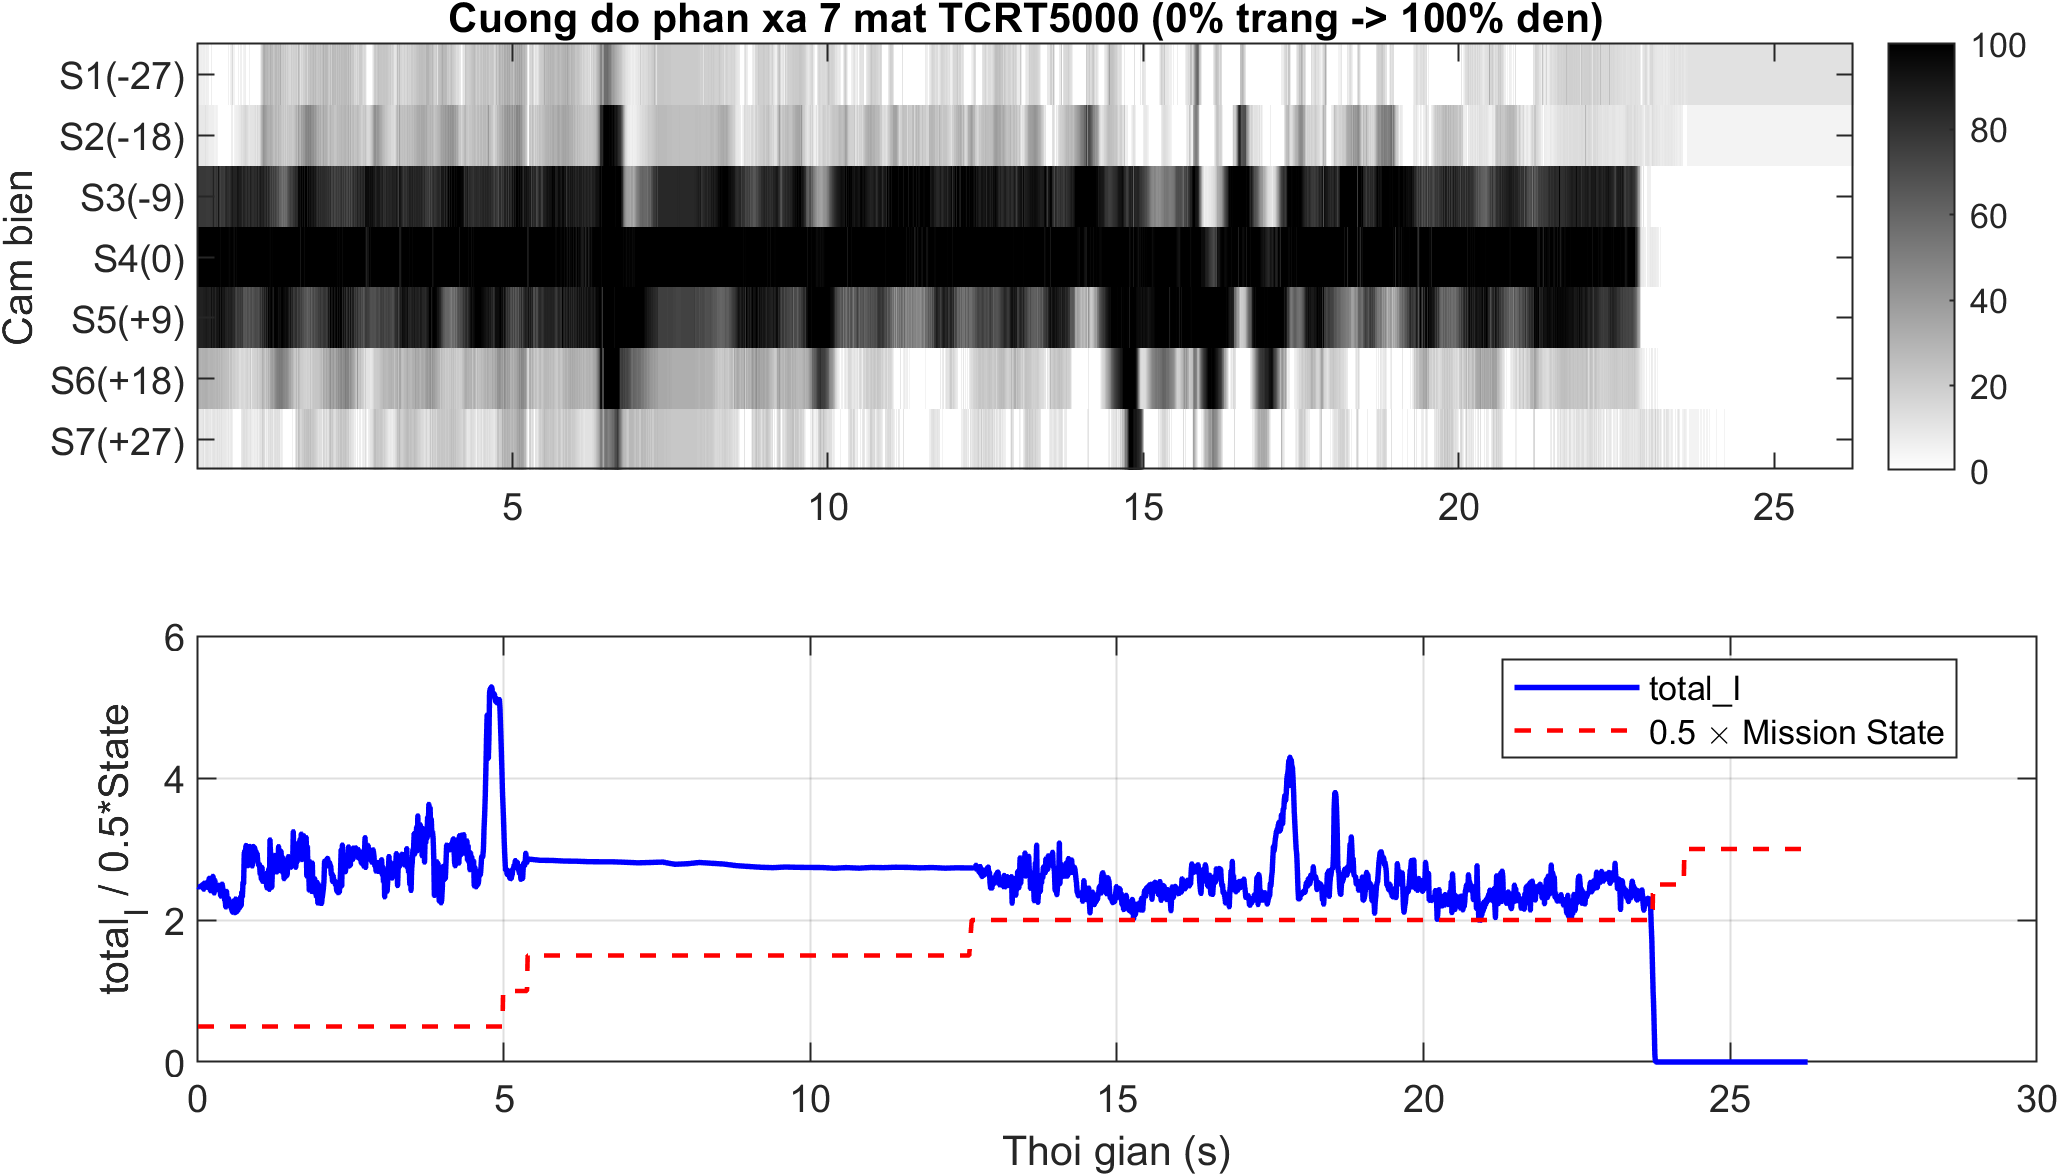 Cuong do phan xa 7 mat TCRT5000 (0% trang -> 100% den)
Cam bien
S1(-27)
S2(-18)
S3(-9)
S4(0)
S5(+9)
S6(+18)
S7(+27)
5 10 15 20 25
100
80
60
40
20
0
total_l / 0.5*State
6
4
2
0
total_I
0.5 × Mission State
0 5 10 15 20 25 30
Thoi gian (s)